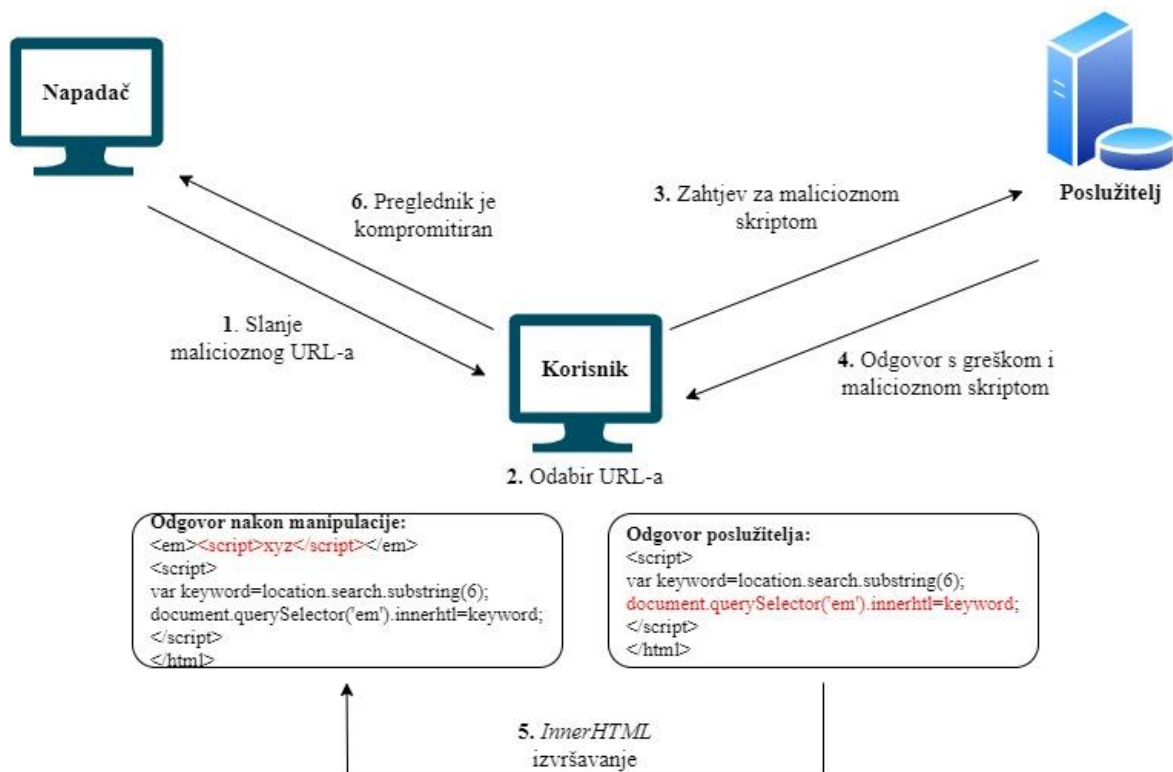 Napadač
Poslužitelj
6. Preglednik je
kompromitiran
3. Zahtjev za malicioznom
skriptom
1. Slanje
malicioznog URL-a
Korisnik
4. Odgovor s greškom i
malicioznom skriptom
2. Odabir URL-a
Odgovor nakon manipulacije:
<em><script>xyz</script></em>
<script>
var keyword=location.search.substring(6);
document.querySelector('em').innerhtl=keyword;
</script>
</html>
Odgovor poslužitelja:
<script>
var keyword=location.search.substring(6);
document.querySelector('em').innerhtl=keyword;
</script>
</html>
5. InnerHTML
izvršavanje